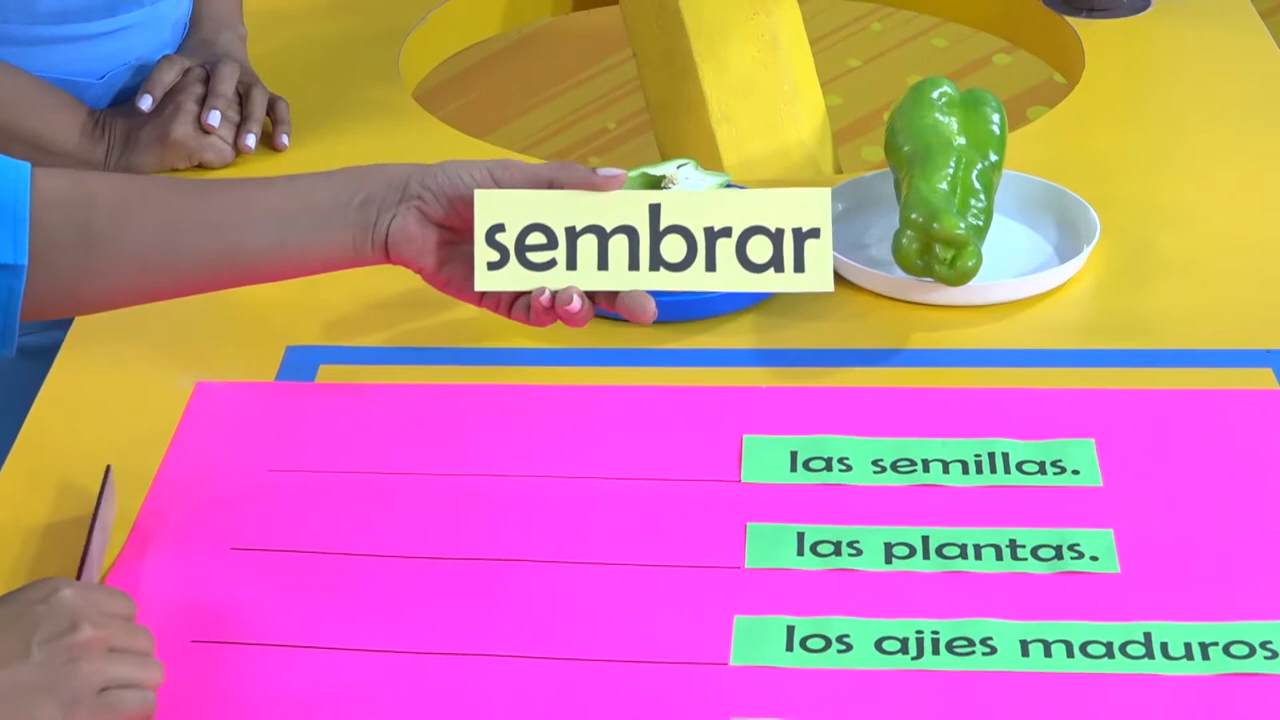 sembrar
las semillas.
las plantas.
los ajies maduros